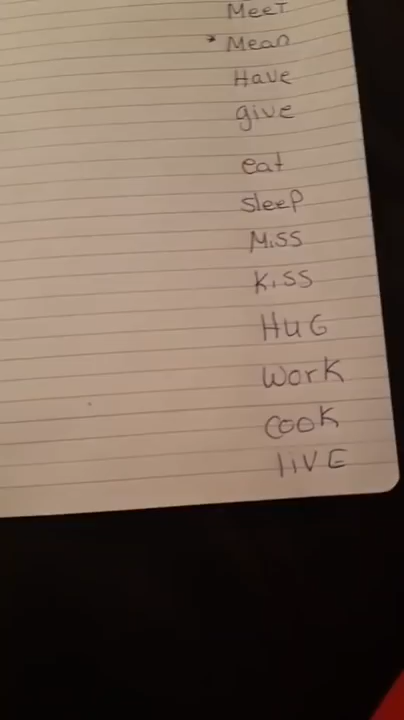 Meet
* Mean
Have
give
eat
Sleep
Miss
Kiss
HuG
Work
Cook
liVE